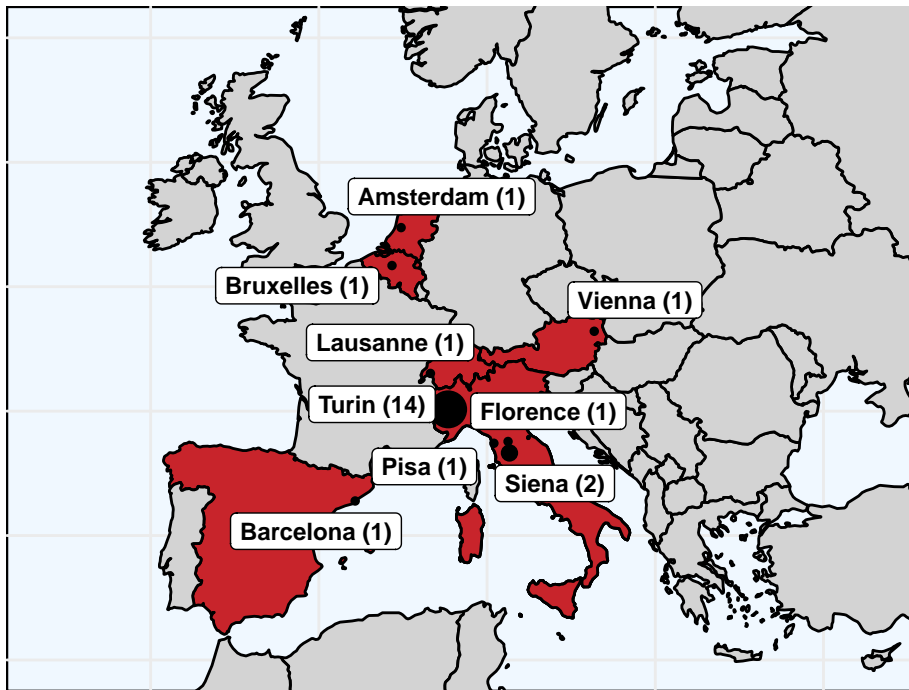 Amsterdam (1)
Bruxelles (1)
Vienna (1)
Lausanne (1)
Turin (14)
Florence (1)
Pisa (1)
Siena (2)
Barcelona (1)